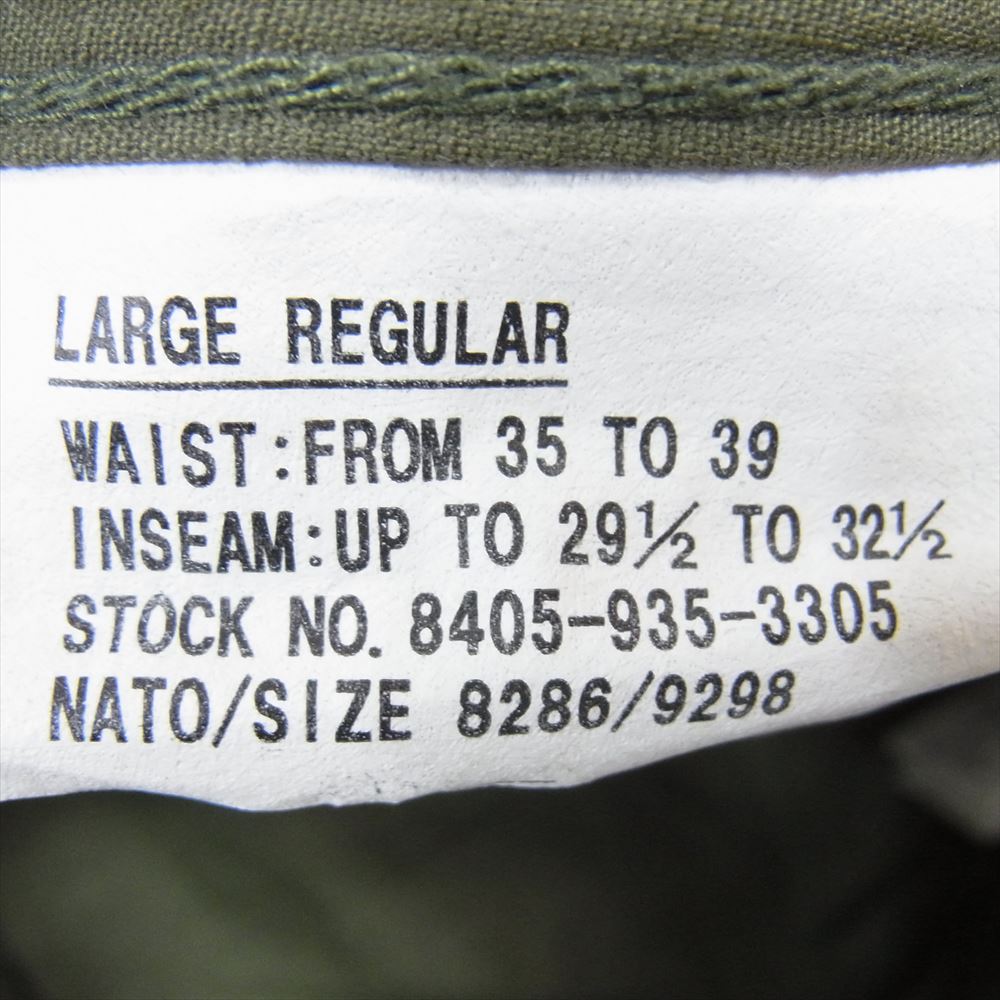 LARGE REGULAR
WAIST:FROM 35 TO 39
INSEAM:UP TO 29½ TO 32½
STOCK NO. 8405-935-3305
NATO/SIZE 8286/9298